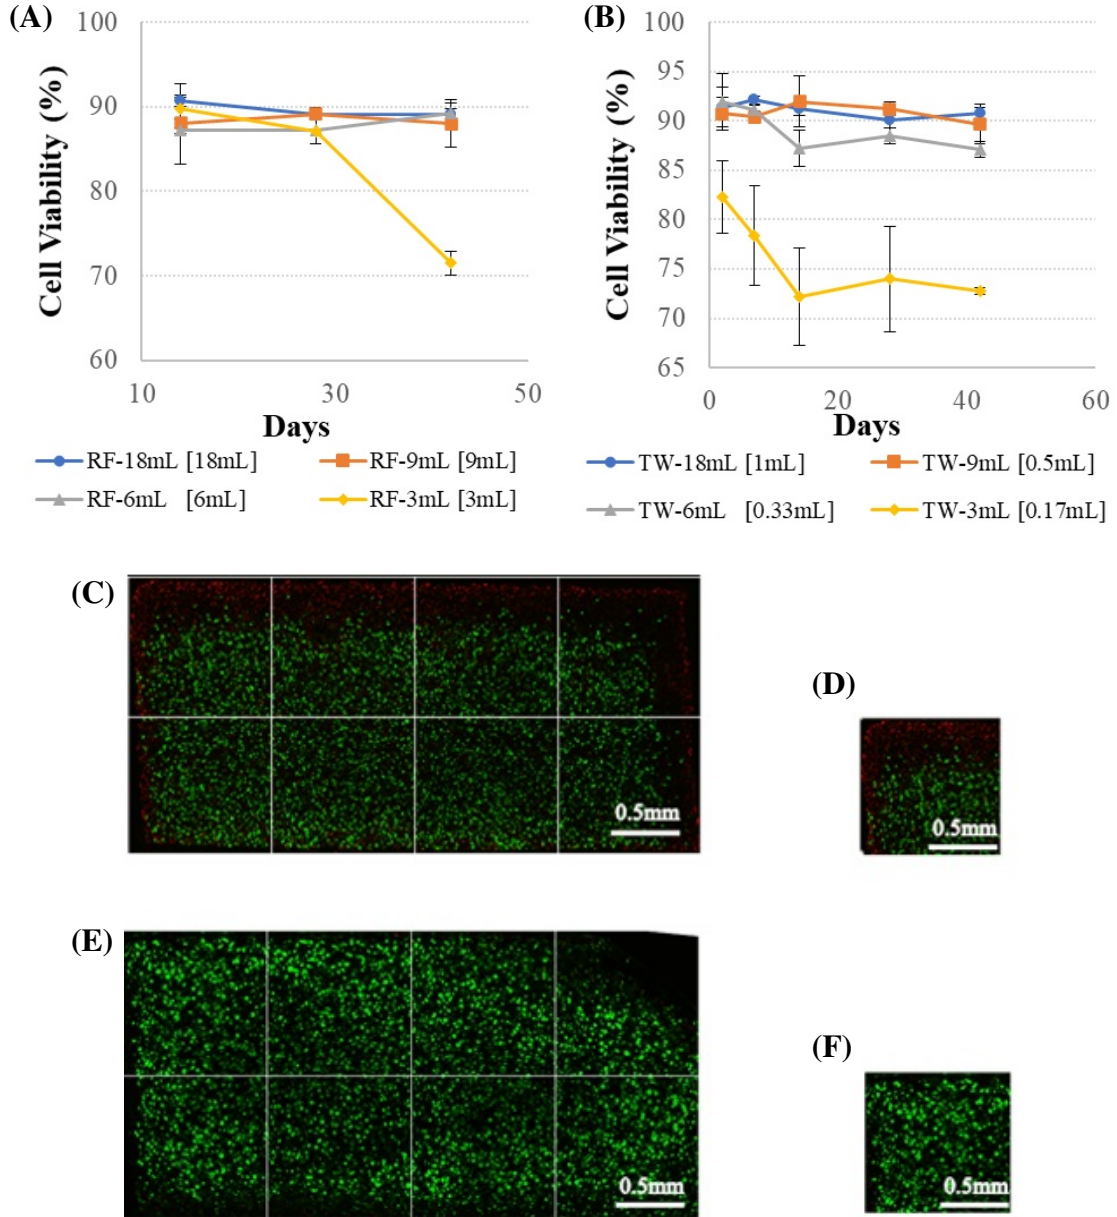 (A)
Cell Viability (%)
100
90
80
70
60
10
30
50
Days
RF-18mL [18mL]
RF-9mL [9mL]
RF-6mL [6mL]
RF-3mL [3mL]
(B)
Cell Viability (%)
100
95
90
85
80
75
70
65
0
20
40
60
Days
TW-18mL [1mL]
TW-9mL [0.5mL]
TW-6mL [0.33mL]
TW-3mL [0.17mL]
(C)
0.5mm
(D)
0.5mm
(E)
0.5mm
(F)
0.5mm